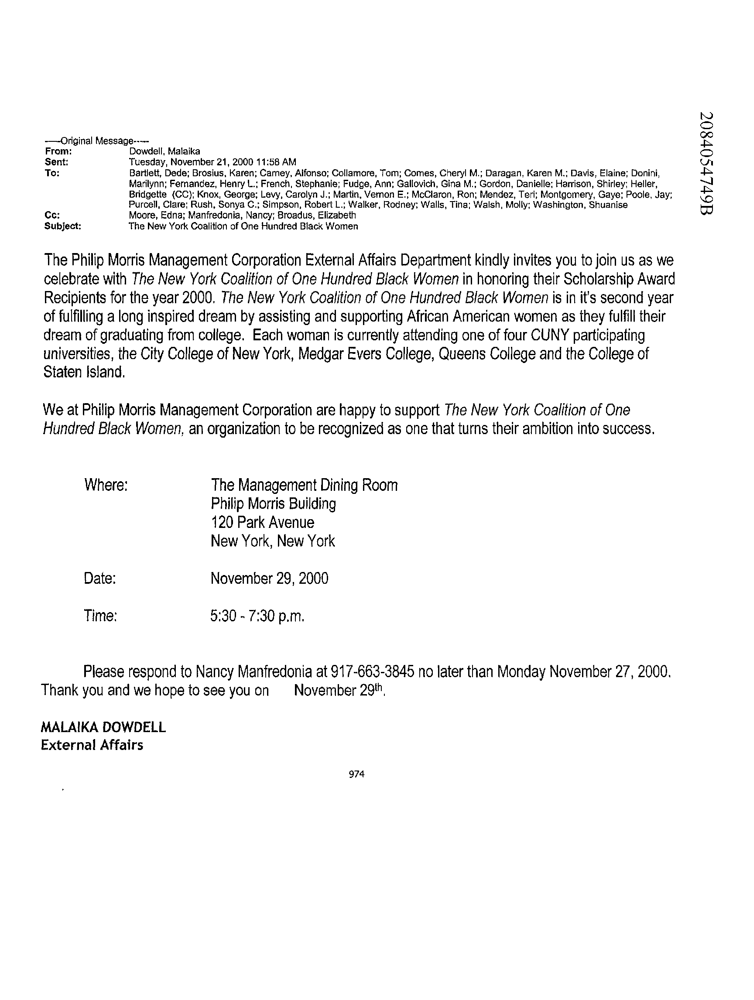 -----Original Message-----
From: Dowdell, Malaika
Sent: Tuesday, November 21, 2000 11:58 AM
To: Bartlett, Dede; Brosius, Karen; Carney, Alfonso; Collamore, Tom; Comes, Cheryl M.; Daragan, Karen M.; Davis, Elaine; Donini,
Marilynn; Fernandez, Henry L.; French, Stephanie; Fudge, Ann; Gallovich, Gina M.; Gordon, Danielle; Harrison, Shirley; Heller,
Bridgette (CC); Knox, George; Levy, Carolyn J.; Martin, Vernon E.; McClaron, Ron; Mendez, Teri; Montgomery, Gaye; Poole, Jay;
Purcell, Clare; Rush, Sonya C.; Simpson, Robert L.; Walker, Rodney; Walls, Tina; Walsh, Molly; Washington, Shuanise
Cc: Moore, Edna; Manfredonia, Nancy; Broadus, Elizabeth
Subject: The New York Coalition of One Hundred Black Women
The Philip Morris Management Corporation External Affairs Department kindly invites you to join us as we
celebrate with The New York Coalition of One Hundred Black Women in honoring their Scholarship Award
Recipients for the year 2000. The New York Coalition of One Hundred Black Women is in it's second year
of fulfilling a long inspired dream by assisting and supporting African American women as they fulfill their
dream of graduating from college. Each woman is currently attending one of four CUNY participating
universities, the City College of New York, Medgar Evers College, Queens College and the College of
Staten Island.
We at Philip Morris Management Corporation are happy to support The New York Coalition of One
Hundred Black Women, an organization to be recognized as one that turns their ambition into success.
Where: The Management Dining Room
Philip Morris Building
120 Park Avenue
New York, New York
Date: November 29, 2000
Time: 5:30 - 7:30 p.m.
Please respond to Nancy Manfredonia at 917-663-3845 no later than Monday November 27, 2000.
Thank you and we hope to see you on November 29th.
MALAIKA DOWDELL
External Affairs
974
2084054749B